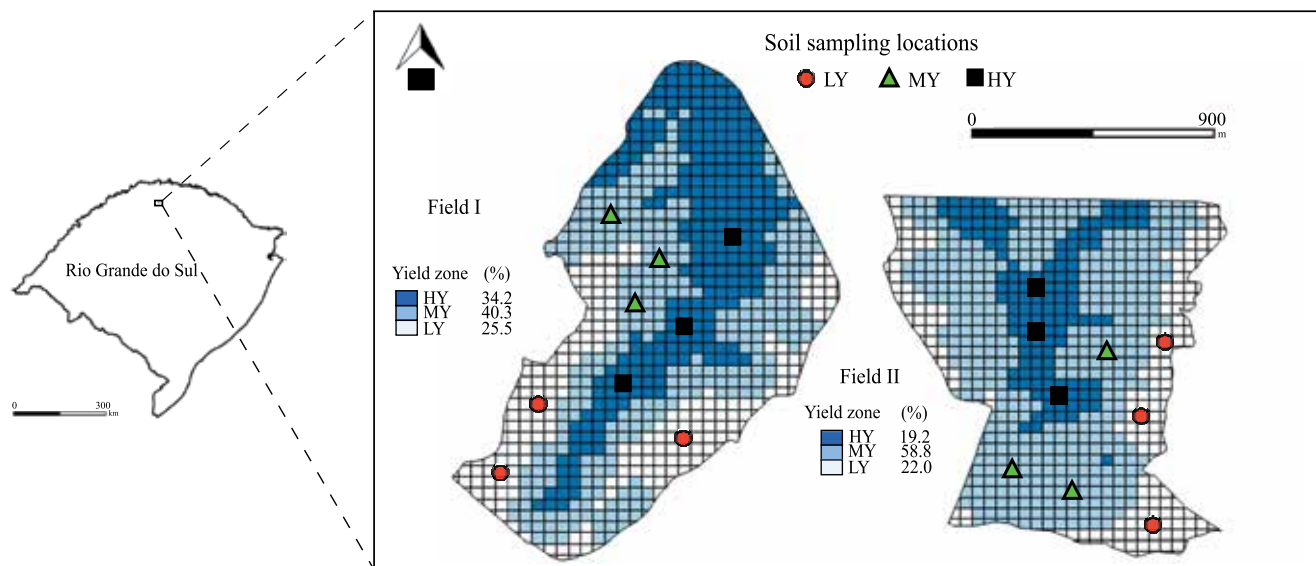 Soil sampling locations
LY MY HY
0 900
m
Field I
Yield zone (%)
HY 34.2
MY 40.3
LY 25.5
Rio Grande do Sul
0 300
km
Field II
Yield zone (%)
HY 19.2
MY 58.8
LY 22.0